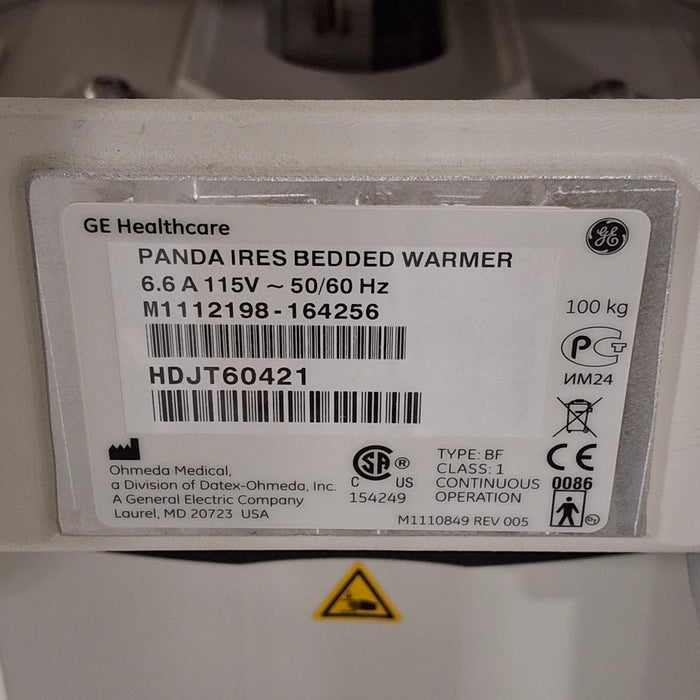 GE Healthcare
GE
PANDA IRES BEDDED WARMER
6.6 A 115V ~ 50/60 Hz
M1112198-164256
100 kg
HDJT60421
ИМ24
Ohmeda Medical,
a Division of Datex-Ohmeda, Inc.
A General Electric Company
Laurel, MD 20723 USA
SA ®
C US
154249
TYPE: BF
CLASS: 1
CONTINUOUS
OPERATION
CE
0086
M1110849 REV 005